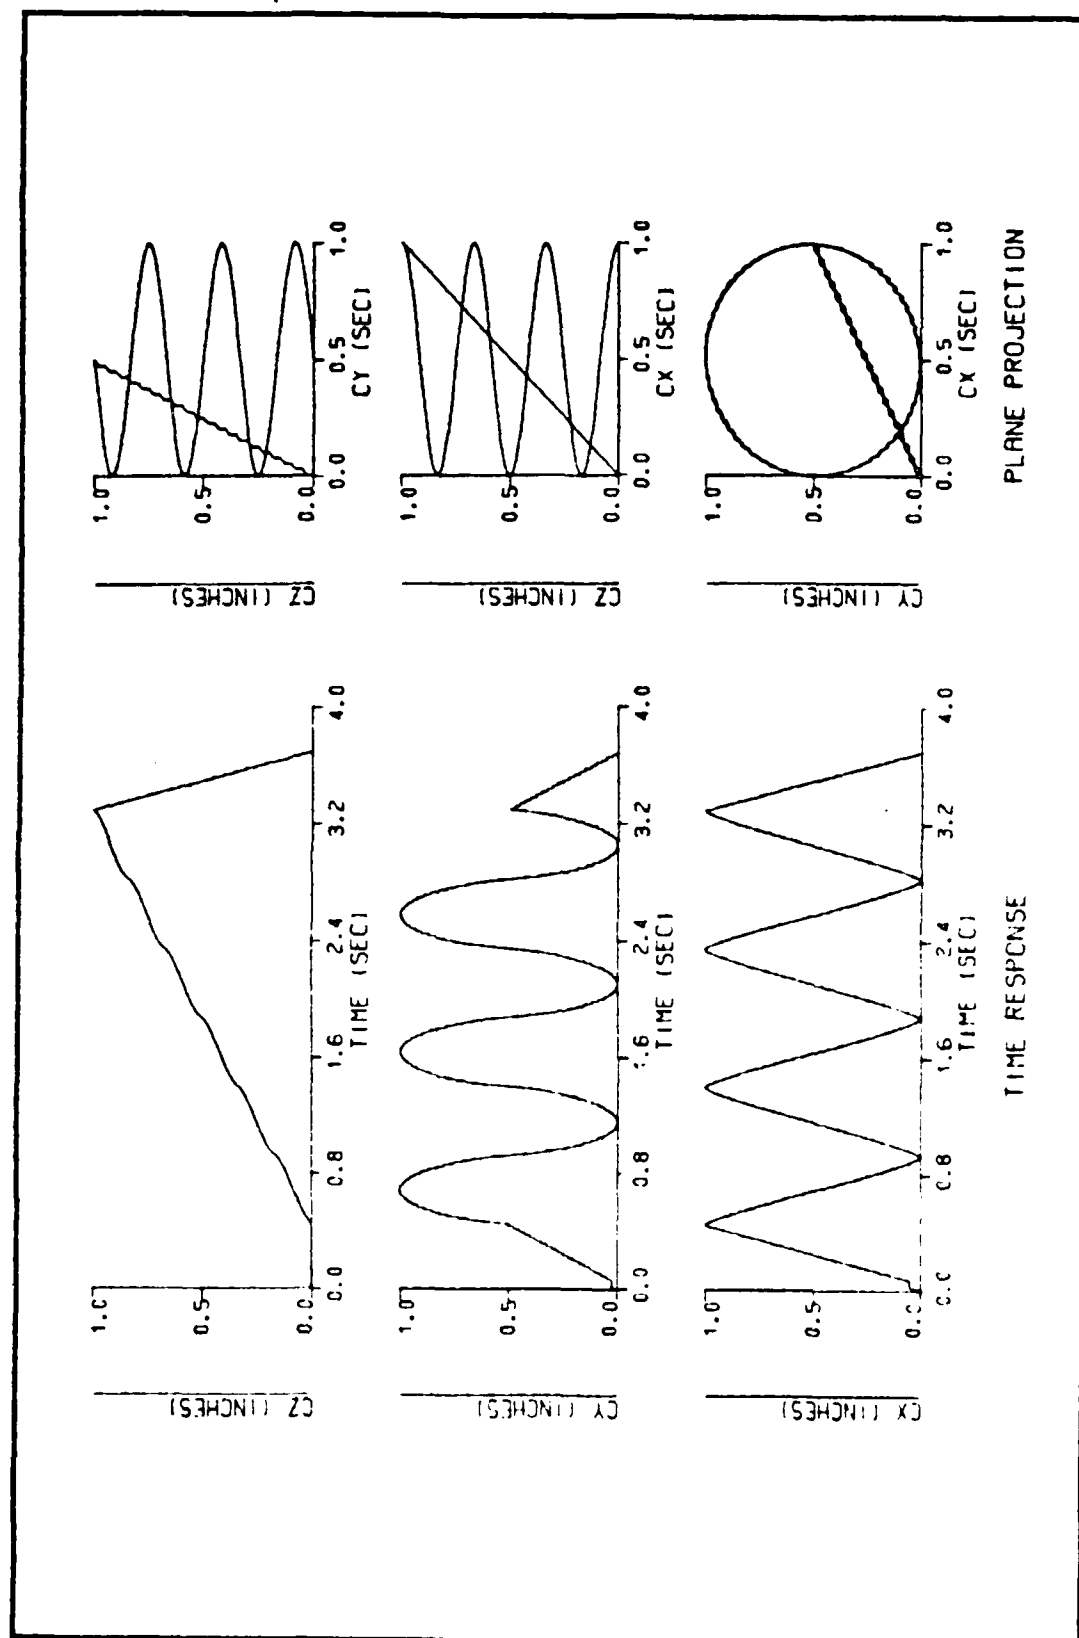 CZ (INCHES)
1.0
0.5
0.0
0.0 0.8 1.6 2.4 3.2 4.0
TIME (SEC)
CZ (INCHES)
1.0
0.5
0.0
0.0 0.5 1.0
CY (SEC)
CY (INCHES)
1.0
0.5
0.0
0.0 0.8 1.6 2.4 3.2 4.0
TIME (SEC)
CZ (INCHES)
1.0
0.5
0.0
0.0 0.5 1.0
CX (SEC)
CX (INCHES)
1.0
0.5
0.0
0.0 0.8 1.6 2.4 3.2 4.0
TIME (SEC)
CY (INCHES)
1.0
0.5
0.0
0.0 0.5 1.0
CX (SEC)
TIME RESPONSE
PLANE PROJECTION